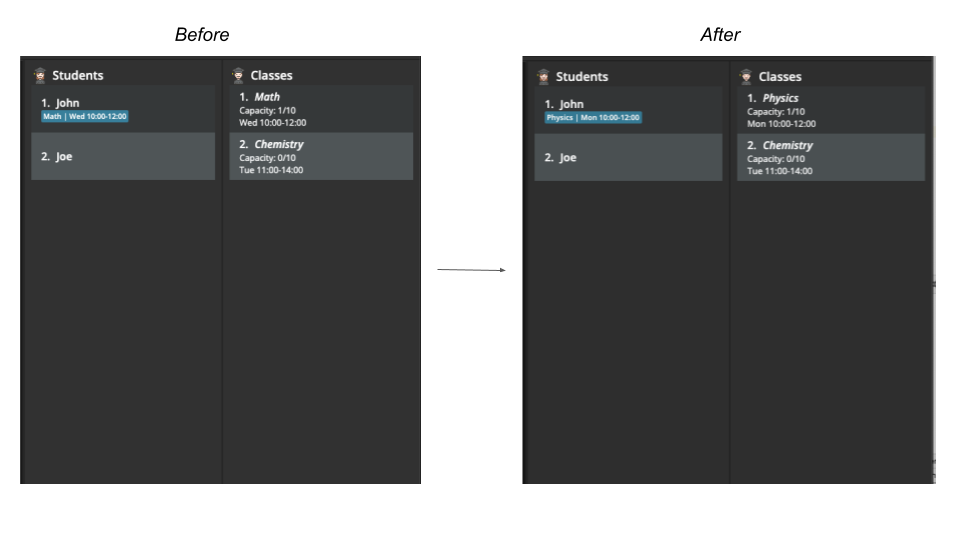 Before
After
Students
1. John
Math | Wed 10:00-12:00
2. Joe
Classes
1. Math
Capacity: 1/10
Wed 10:00-12:00
2. Chemistry
Capacity: 0/10
Tue 11:00-14:00
Students
1. John
Physics | Mon 10:00-12:00
2. Joe
Classes
1. Physics
Capacity: 1/10
Mon 10:00-12:00
2. Chemistry
Capacity: 0/10
Tue 11:00-14:00